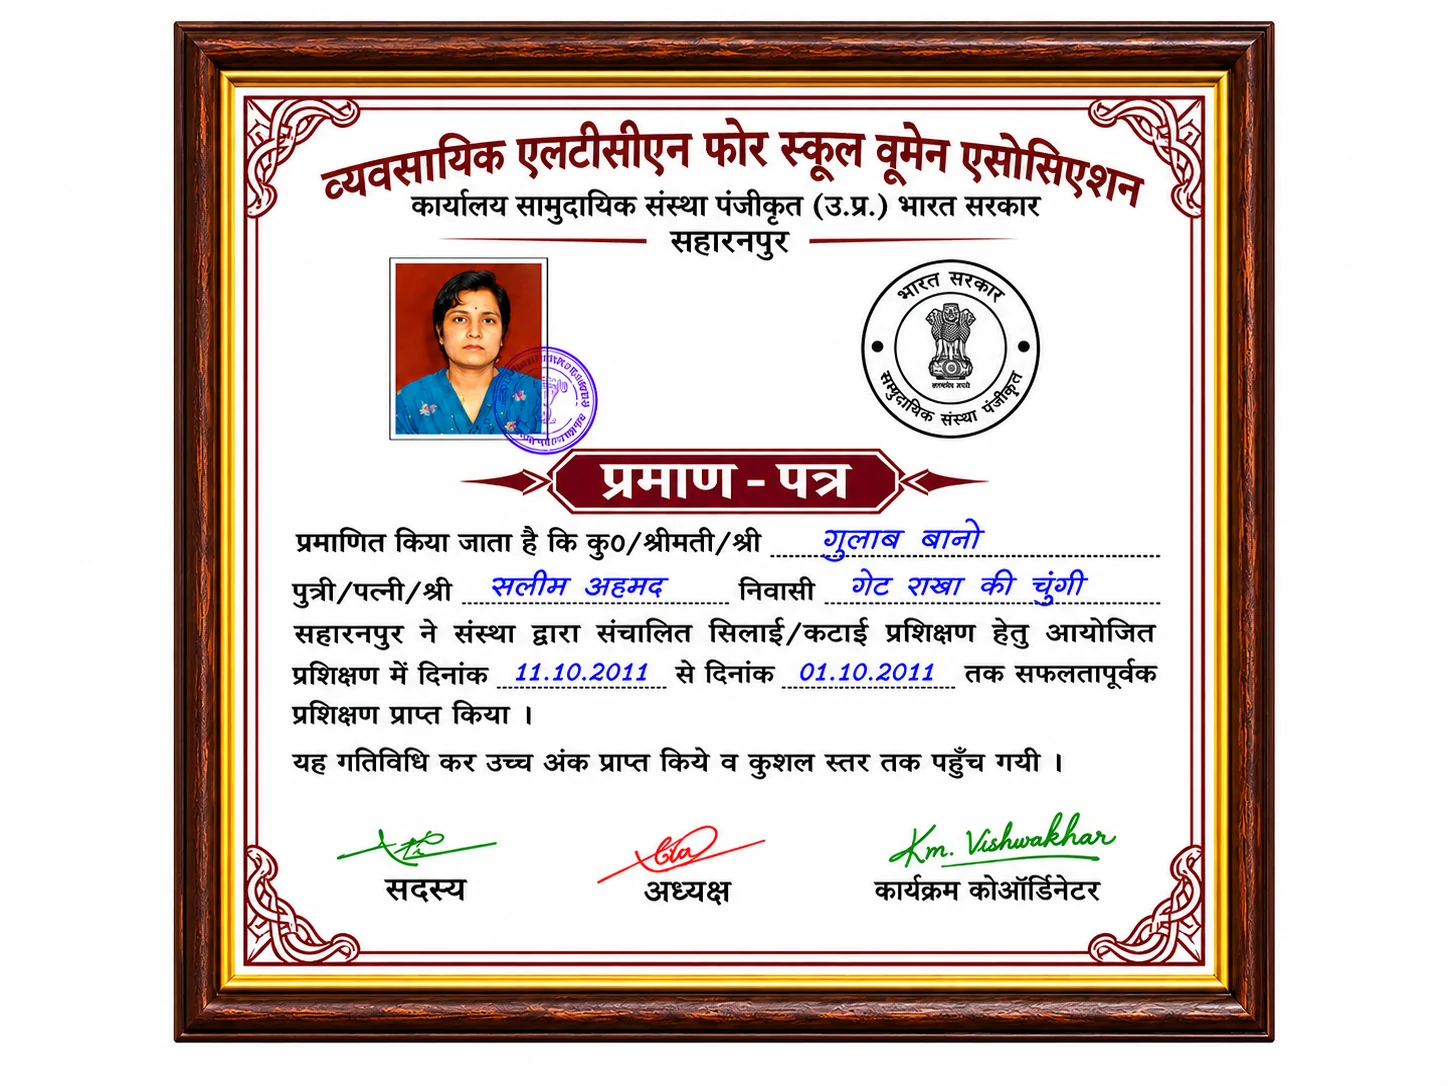 व्यवसायिक एलटीसीएन फोर स्कूल वूमेन एसोसिएशन
कार्यालय सामुदायिक संस्था पंजीकृत (उ.प्र.) भारत सरकार
सहारनपुर
भारत सरकार
सामुदायिक संस्था पंजीकृत
प्रमाण - पत्र
प्रमाणित किया जाता है कि कु0/श्रीमती/श्री गुलाब बानो
पुत्री/पत्नी/श्री सलीम अहमद निवासी गेट राखा की चुंगी
सहारनपुर ने संस्था द्वारा संचालित सिलाई/कटाई प्रशिक्षण हेतु आयोजित
प्रशिक्षण में दिनांक 11.10.2011 से दिनांक 01.10.2011 तक सफलतापूर्वक
प्रशिक्षण प्राप्त किया ।
यह गतिविधि कर उच्च अंक प्राप्त किये व कुशल स्तर तक पहुँच गयी ।
Km. Vishwakhar
सदस्य अध्यक्ष कार्यक्रम कोऑर्डिनेटर